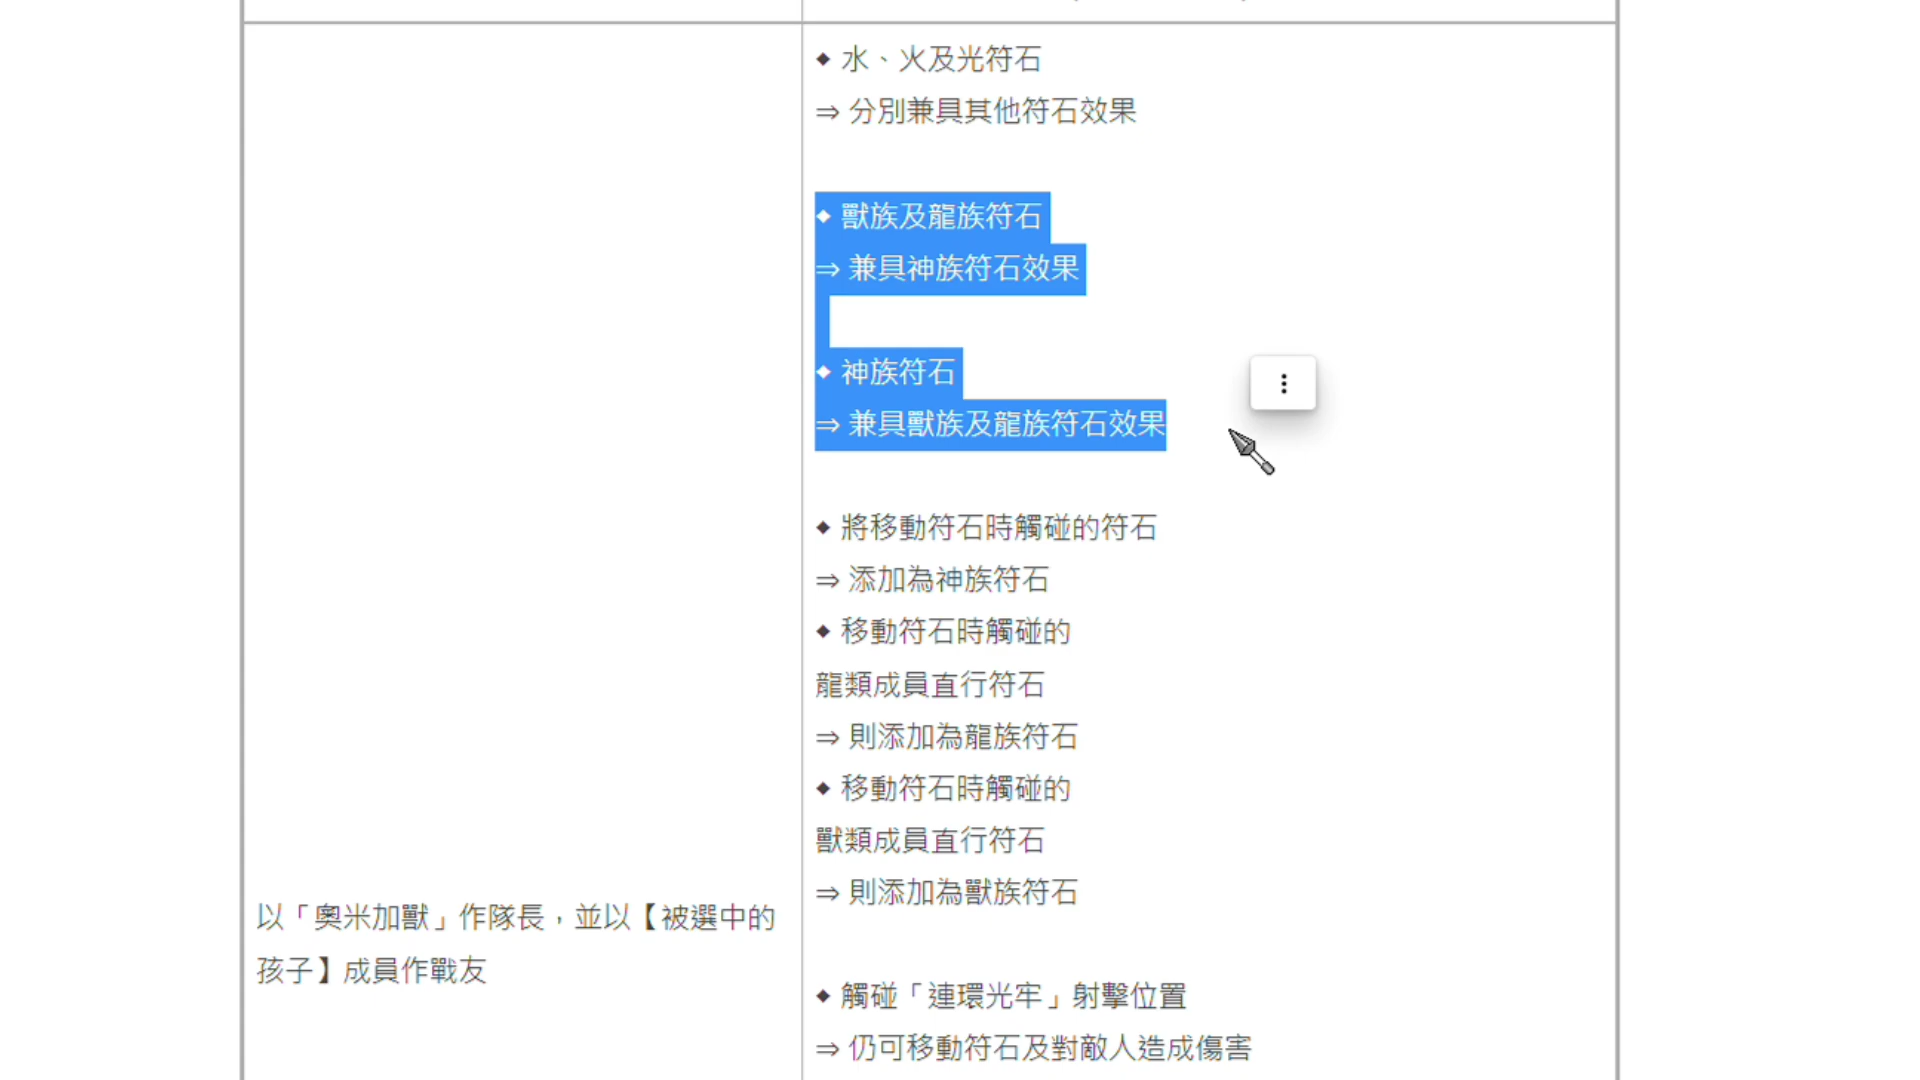 以「奧米加獸」作隊長，並以【被選中的
孩子】成員作戰友
◆ 水、火及光符石
⇒ 分別兼具其他符石效果
◆ 獸族及龍族符石
⇒ 兼具神族符石效果
◆ 神族符石
⇒ 兼具獸族及龍族符石效果
◆ 將移動符石時觸碰的符石
⇒ 添加為神族符石
◆ 移動符石時觸碰的
龍類成員直行符石
⇒ 則添加為龍族符石
◆ 移動符石時觸碰的
獸類成員直行符石
⇒ 則添加為獸族符石
◆ 觸碰「連環光牢」射擊位置
⇒ 仍可移動符石及對敵人造成傷害